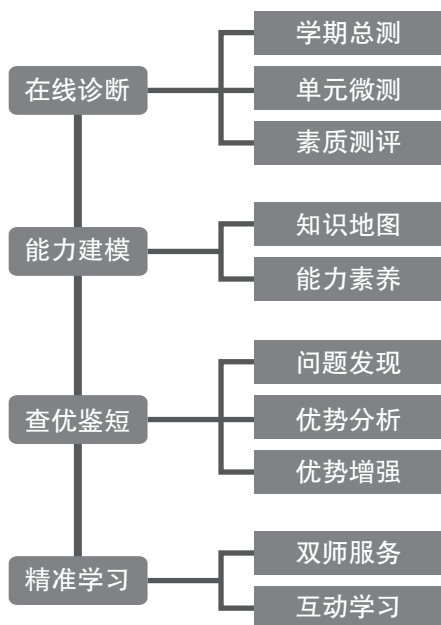 学期总测
在线诊断
单元微测
素质测评
知识地图
能力建模
能力素养
问题发现
查优鉴短
优势分析
优势增强
双师服务
精准学习
互动学习